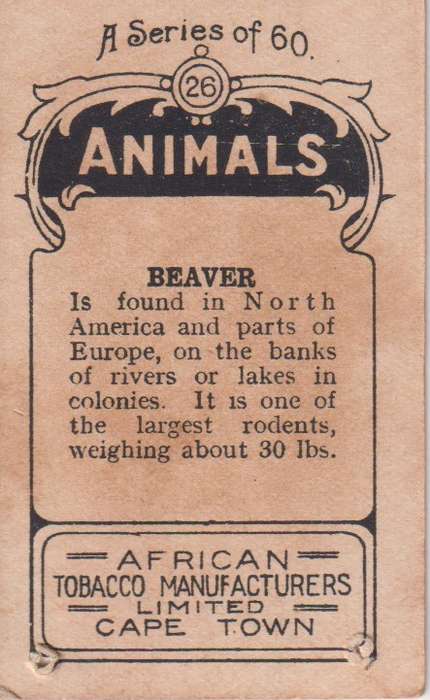 A Series of 60.
26
ANIMALS
BEAVER
Is found in North
America and parts of
Europe, on the banks
of rivers or lakes in
colonies. It is one of
the largest rodents,
weighing about 30 lbs.
AFRICAN
TOBACCO MANUFACTURERS
LIMITED
CAPE TOWN